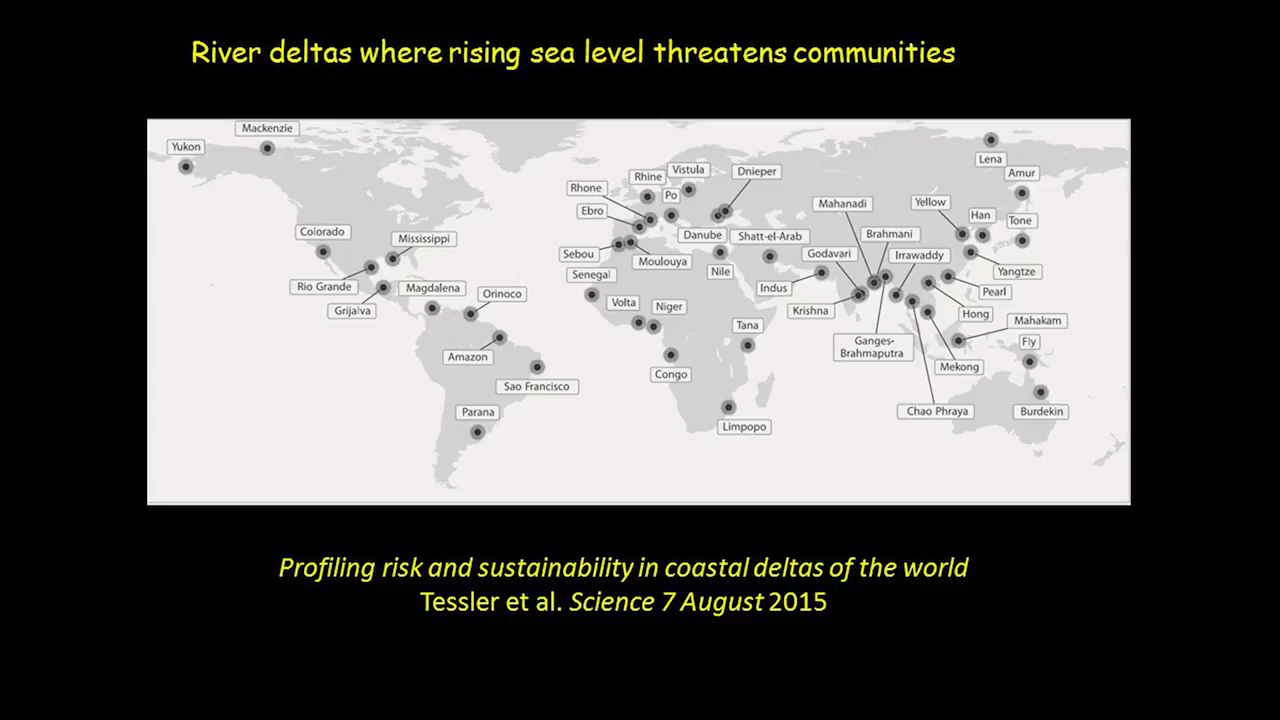 River deltas where rising sea level threatens communities
Mackenzie
Yukon
Lena
Amur
Rhine
Vistula
Dnieper
Rhone
Po
Ebro
Mahanadi
Yellow
Han
Tone
Colorado
Mississippi
Danube
Shatt-el-Arab
Brahmani
Sebou
Moulouya
Godavari
Irrawaddy
Nile
Yangtze
Senegal
Rio Grande
Magdalena
Orinoco
Indus
Pearl
Grijalva
Volta
Niger
Krishna
Hong
Mahakam
Tana
Ganges-
Brahmaputra
Fly
Amazon
Congo
Mekong
Sao Francisco
Parana
Chao Phraya
Burdekin
Limpopo
Profiling risk and sustainability in coastal deltas of the world
Tessler et al. Science 7 August 2015